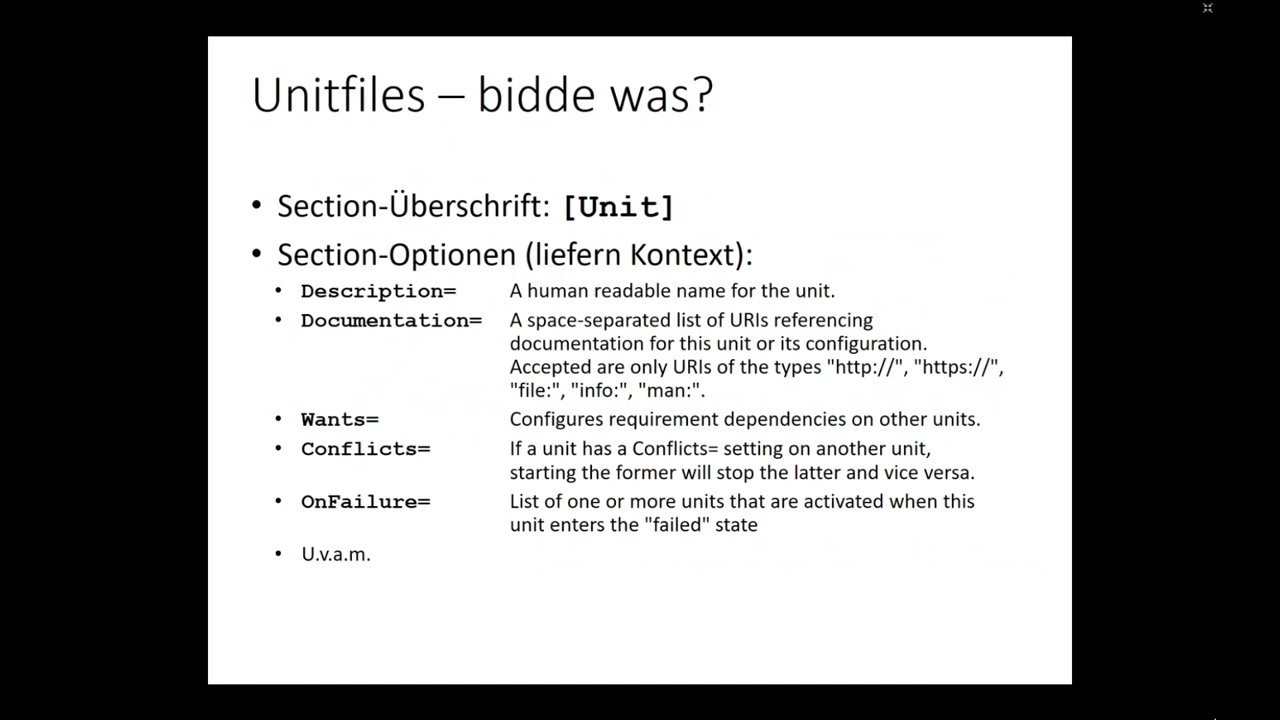 Unitfiles – bidde was?
• Section-Überschrift: [Unit]
• Section-Optionen (liefern Kontext):
• Description= A human readable name for the unit.
• Documentation= A space-separated list of URIs referencing
documentation for this unit or its configuration.
Accepted are only URIs of the types "http://", "https://",
"file:", "info:", "man:".
• Wants= Configures requirement dependencies on other units.
• Conflicts= If a unit has a Conflicts= setting on another unit,
starting the former will stop the latter and vice versa.
• OnFailure= List of one or more units that are activated when this
unit enters the "failed" state
• U.v.a.m.